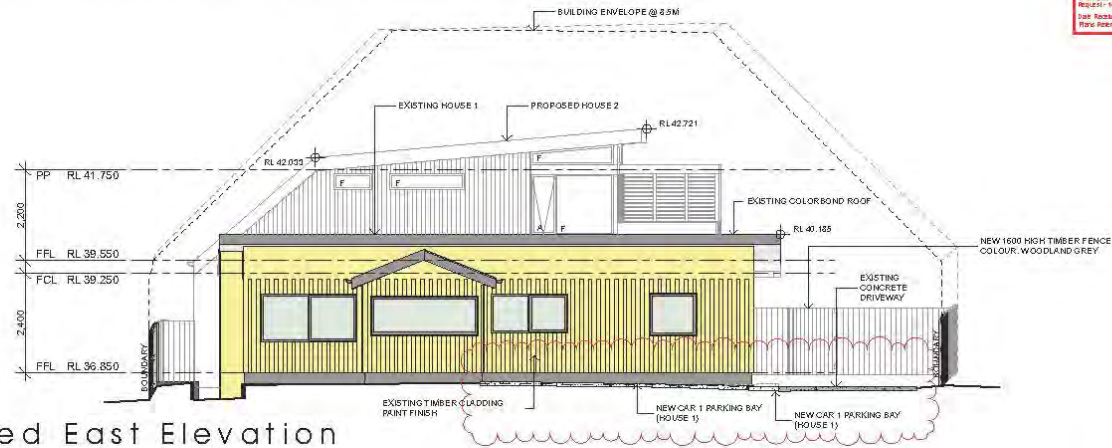 BUILDING ENVELOPE @ 8.5M
EXISTING HOUSE 1
PROPOSED HOUSE 2
RL 42.721
RL 42.033
PP RL 41.750
2,200
F
F
F
A
F
EXISTING COLORBOND ROOF
RL 40.185
NEW 1600 HIGH TIMBER FENCE
COLOUR: WOODLAND GREY
FFL RL 39.550
FCL RL 39.250
EXISTING
CONCRETE
DRIVEWAY
2,400
BOUNDARY
BOUNDARY
FFL RL 36.850
EXISTING TIMBER CLADDING
PAINT FINISH
NEW CAR 1 PARKING BAY
(HOUSE 1)
NEW CAR 1 PARKING BAY
(HOUSE 1)
ed East Elevation